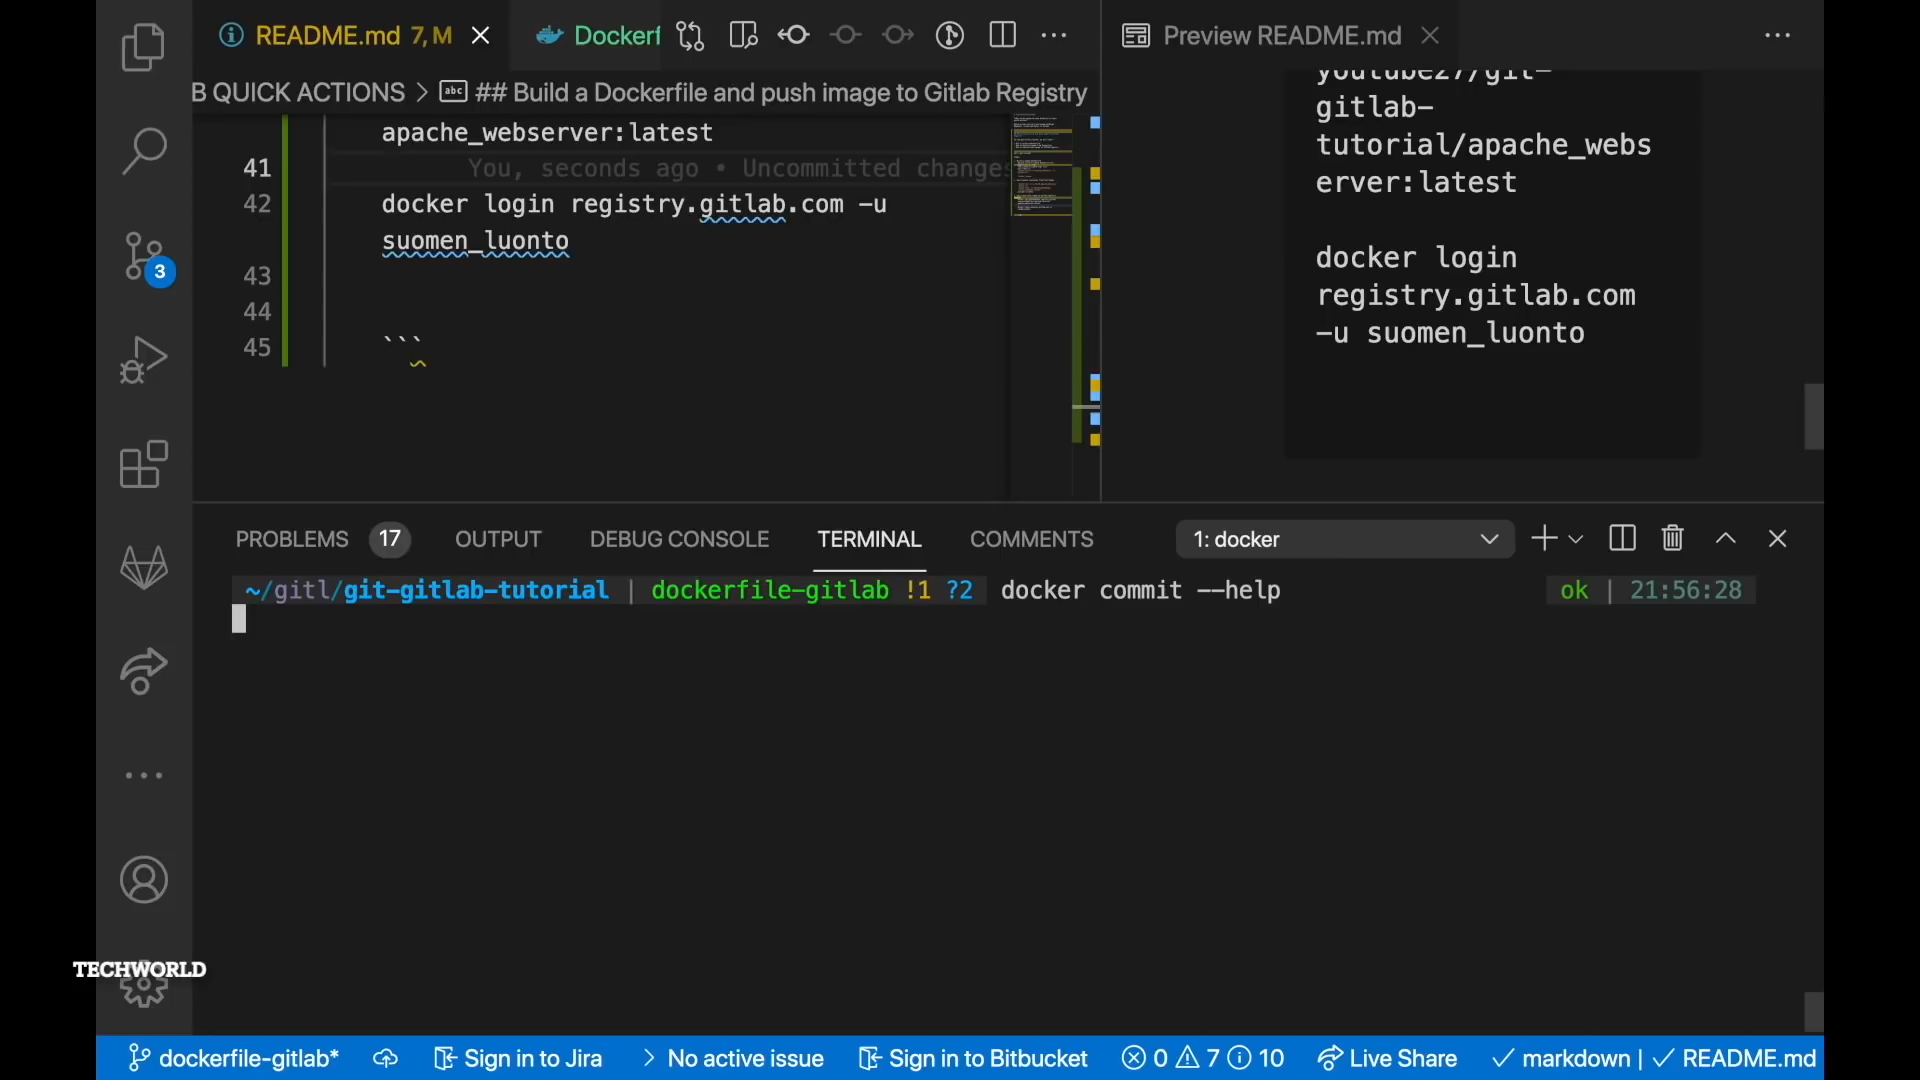 README.md 7, M
Dockerf
Preview README.md
B QUICK ACTIONS > abc ## Build a Dockerfile and push image to Gitlab Registry
apache_webserver:latest
41 You, seconds ago • Uncommitted changes
42 docker login registry.gitlab.com -u
suomen_luonto
43
44
45 ```
gitlab-
tutorial/apache_webs
erver:latest
docker login
registry.gitlab.com
-u suomen_luonto
3
PROBLEMS 17 OUTPUT DEBUG CONSOLE TERMINAL COMMENTS 1: docker
~/gitl/git-gitlab-tutorial | dockerfile-gitlab !1 ?2 docker commit --help ok | 21:56:28
TECHWORLD
dockerfile-gitlab* Sign in to Jira > No active issue Sign in to Bitbucket 0 7 10 Live Share ✓ markdown | ✓ README.md